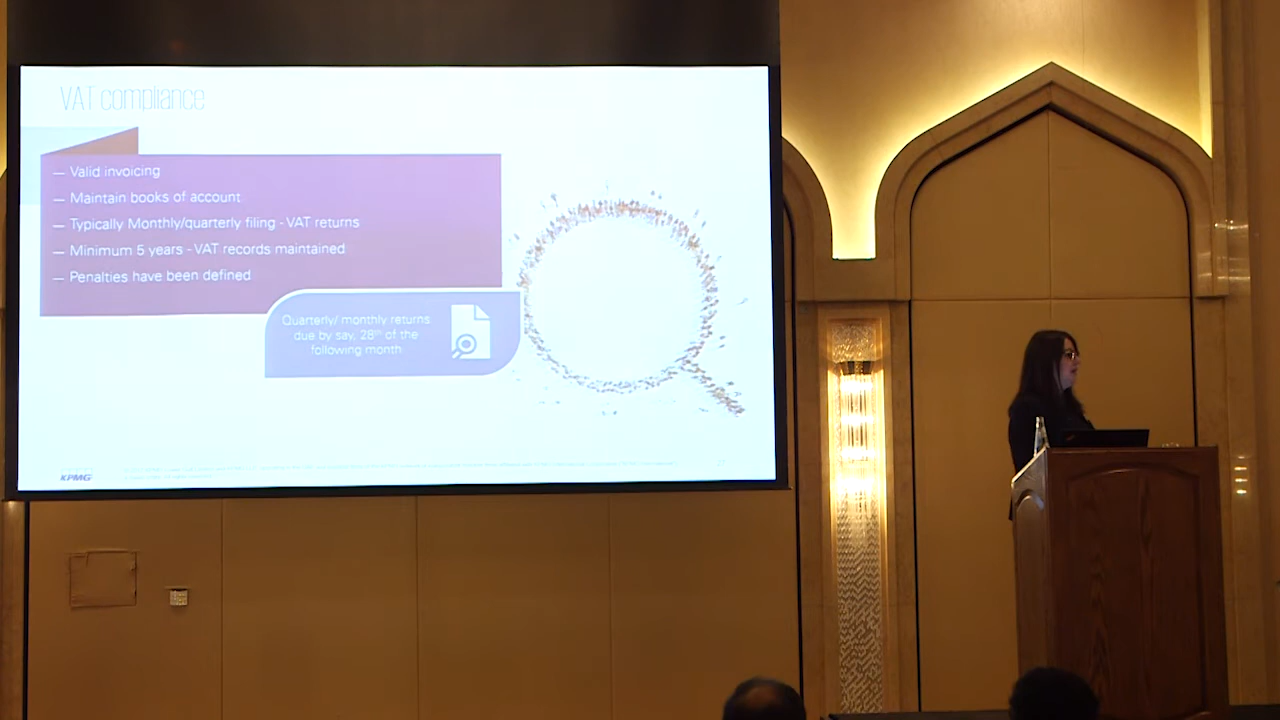 VAT compliance
— Valid invoicing
— Maintain books of account
— Typically Monthly/quarterly filing - VAT returns
— Minimum 5 years - VAT records maintained
— Penalties have been defined
Quarterly/ monthly returns
due by say, 28th of the
following month
KPMG